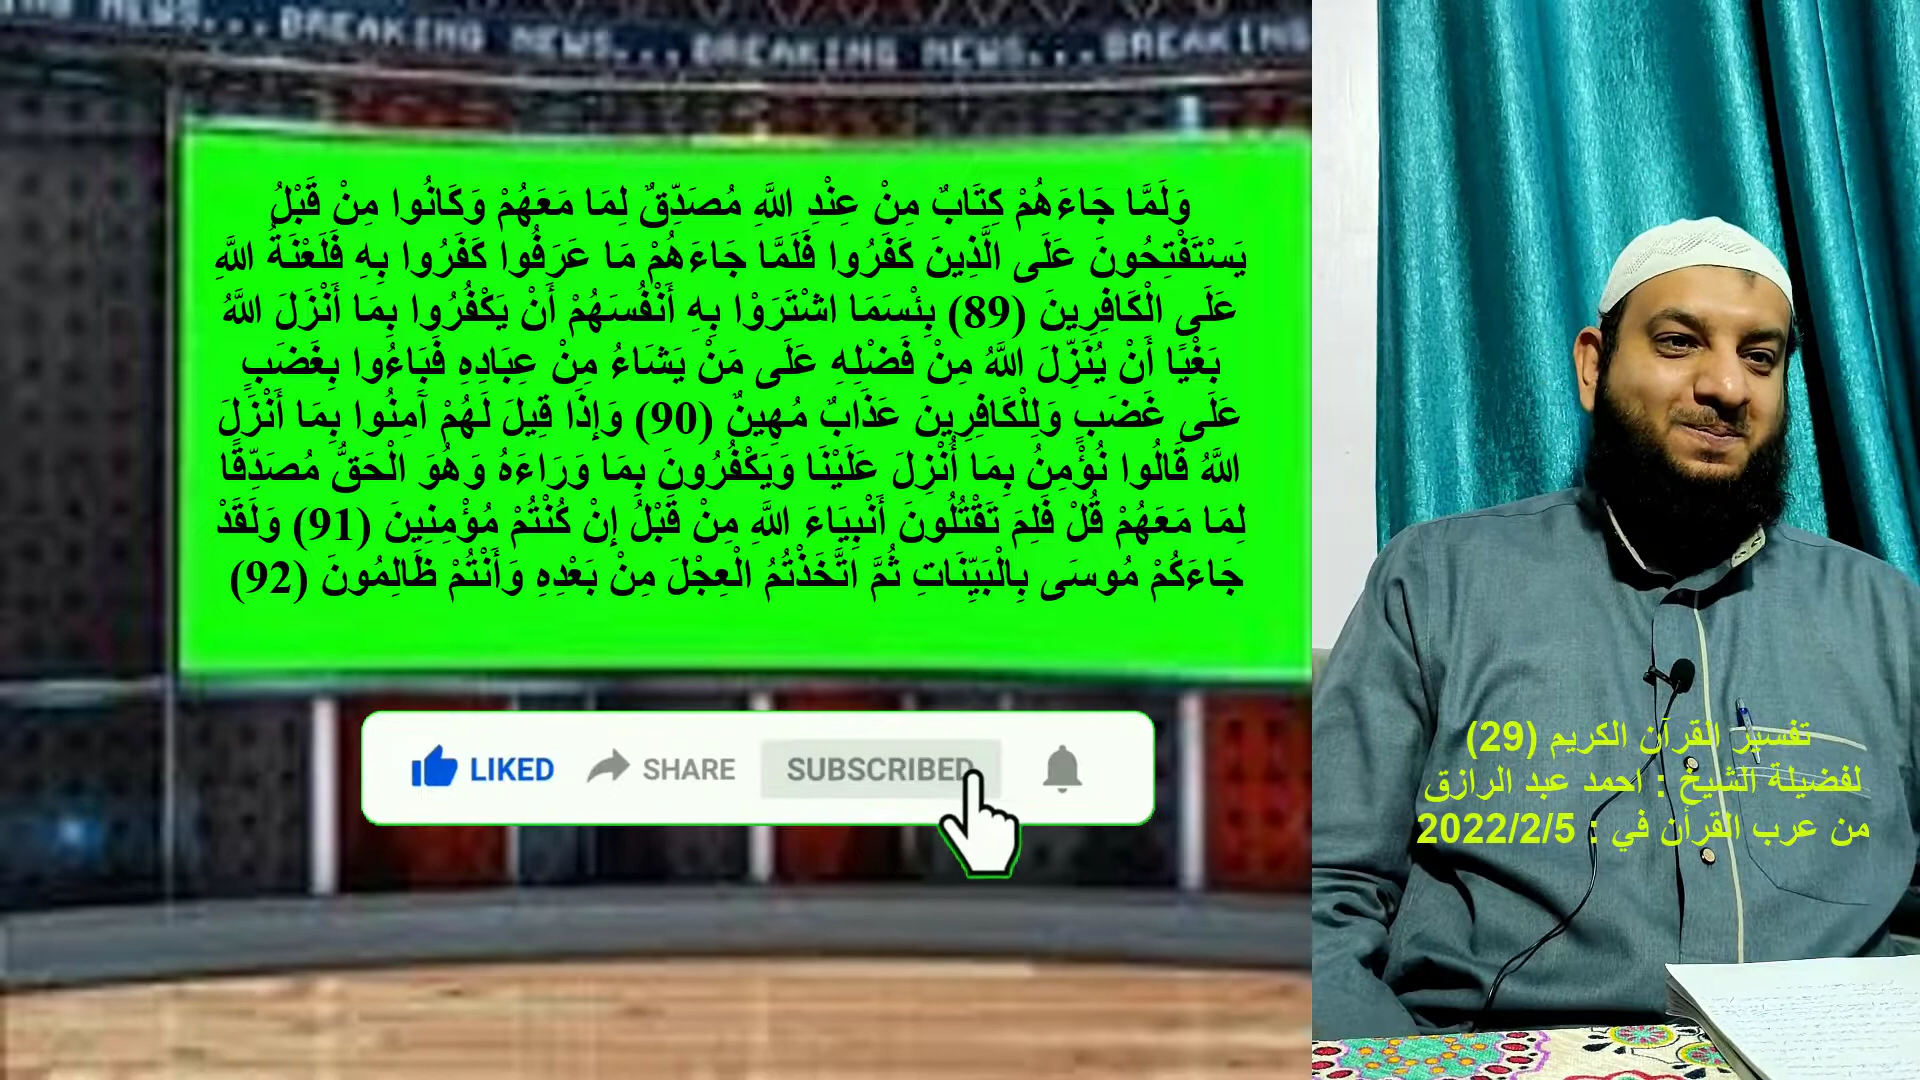 BREAKING NEWS...BREAKING NEWS...BREAKING
وَلَمَّا جَاءَهُمْ كِتَابٌ مِنْ عِنْدِ اللَّهِ مُصَدِّقٌ لِمَا مَعَهُمْ وَكَانُوا مِنْ قَبْلُ
يَسْتَفْتِحُونَ عَلَى الَّذِينَ كَفَرُوا فَلَمَّا جَاءَهُمْ مَا عَرَفُوا كَفَرُوا بِهِ فَلَعْنَةُ اللَّهِ
عَلَى الْكَافِرِينَ (89) بِئْسَمَا اشْتَرَوْا بِهِ أَنْفُسَهُمْ أَنْ يَكْفُرُوا بِمَا أَنْزَلَ اللَّهُ
بَغْيًا أَنْ يُنَزِّلَ اللَّهُ مِنْ فَضْلِهِ عَلَى مَنْ يَشَاءُ مِنْ عِبَادِهِ فَبَاءُوا بِغَضَبٍ
عَلَى غَضَبٍ وَلِلْكَافِرِينَ عَذَابٌ مُهِينٌ (90) وَإِذَا قِيلَ لَهُمْ آَمِنُوا بِمَا أَنْزَلَ
اللَّهُ قَالُوا نُؤْمِنُ بِمَا أُنْزِلَ عَلَيْنَا وَيَكْفُرُونَ بِمَا وَرَاءَهُ وَهُوَ الْحَقُّ مُصَدِّقًا
لِمَا مَعَهُمْ قُلْ فَلِمَ تَقْتُلُونَ أَنْبِيَاءَ اللَّهِ مِنْ قَبْلُ إِنْ كُنْتُمْ مُؤْمِنِينَ (91) وَلَقَدْ
جَاءَكُمْ مُوسَى بِالْبَيِّنَاتِ ثُمَّ اتَّخَذْتُمُ الْعِجْلَ مِنْ بَعْدِهِ وَأَنْتُمْ ظَالِمُونَ (92)
LIKED SHARE SUBSCRIBED
تفسير القرآن الكريم (29)
لفضيلة الشيخ : احمد عبد الرازق
من عرب القرآن في : 2022/2/5